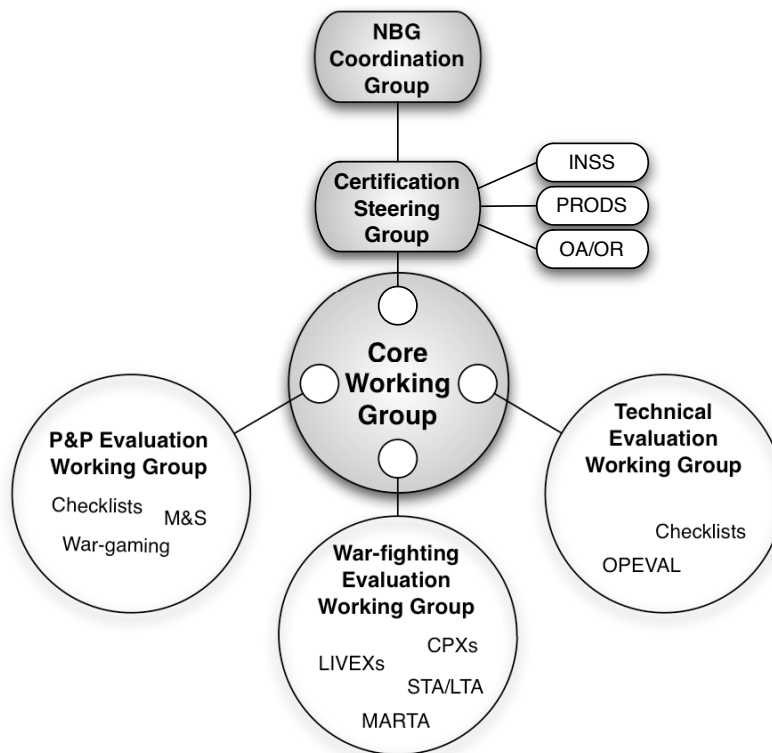 NBG
Coordination
Group
Certification
Steering
Group
INSS
PRODS
OA/OR
Core
Working
Group
P&P Evaluation
Working Group
Checklists
M&S
War-gaming
War-fighting
Evaluation
Working Group
CPXs
LIVEXs
STA/LTA
MARTA
Technical
Evaluation
Working Group
Checklists
OPEVAL